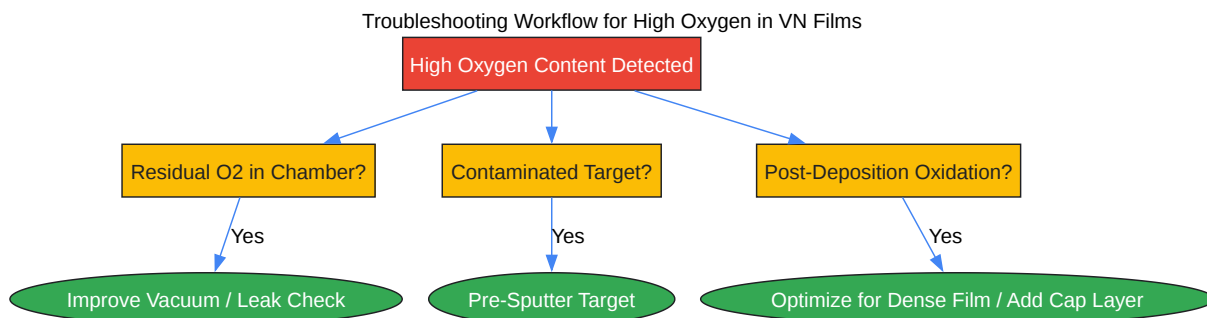 Troubleshooting Workflow for High Oxygen in VN Films
High Oxygen Content Detected
Residual O2 in Chamber?
Contaminated Target?
Post-Deposition Oxidation?
Yes
Yes
Yes
Improve Vacuum / Leak Check
Pre-Sputter Target
Optimize for Dense Film / Add Cap Layer